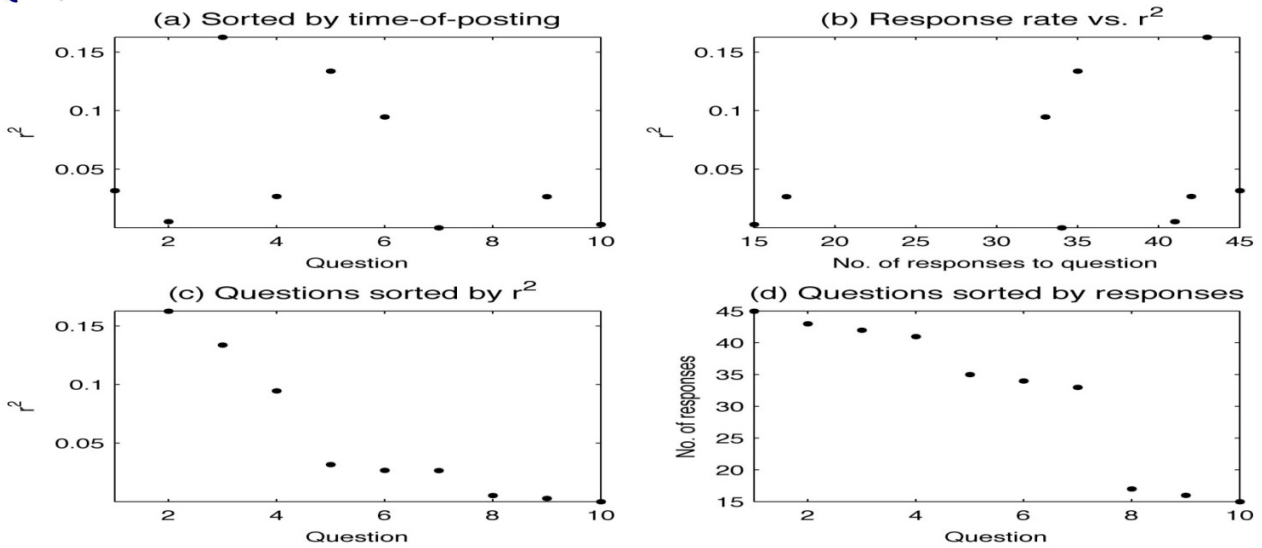 (a) Sorted by time-of-posting
r²
0.15
0.1
0.05
2 4 6 8 10
Question
(b) Response rate vs. r²
r²
0.15
0.1
0.05
15 20 25 30 35 40 45
No. of responses to question
(c) Questions sorted by r²
r²
0.15
0.1
0.05
2 4 6 8 10
Question
(d) Questions sorted by responses
No. of responses
45
40
35
30
25
20
15
2 4 6 8 10
Question